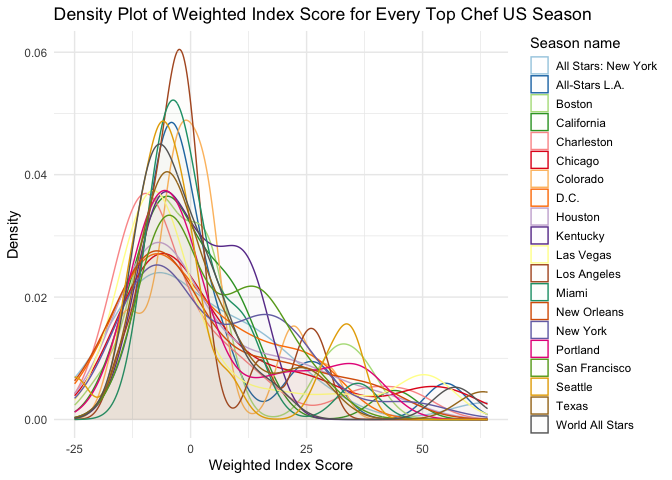 Density Plot of Weighted Index Score for Every Top Chef US Season
0.06
0.04
0.02
0.00
Density
-25
0
25
50
Weighted Index Score
Season name
All Stars: New York
All-Stars L.A.
Boston
California
Charleston
Chicago
Colorado
D.C.
Houston
Kentucky
Las Vegas
Los Angeles
Miami
New Orleans
New York
Portland
San Francisco
Seattle
Texas
World All Stars